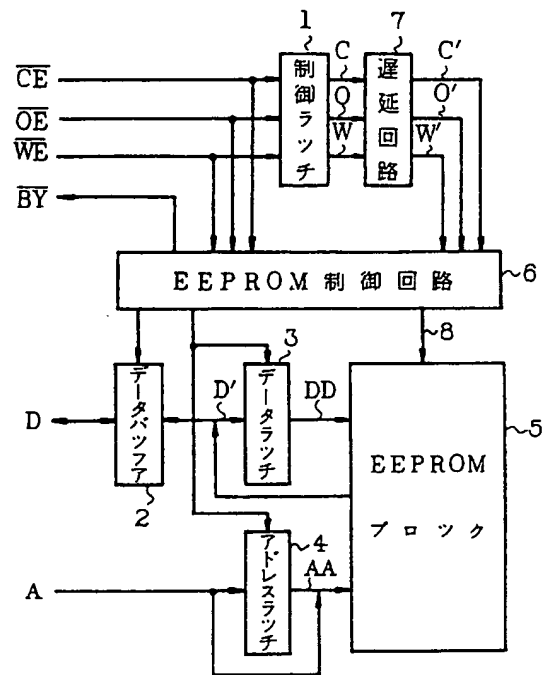 1
7
C
C'
CE
制御ラッチ
遅延回路
O
O'
OE
W
W'
WE
BY
EEPROM制御回路
6
8
3
D'
DD
D
データバッファ
データラッチ
2
EEPROM
ブロック
5
4
AA
A
アドレスラッチ